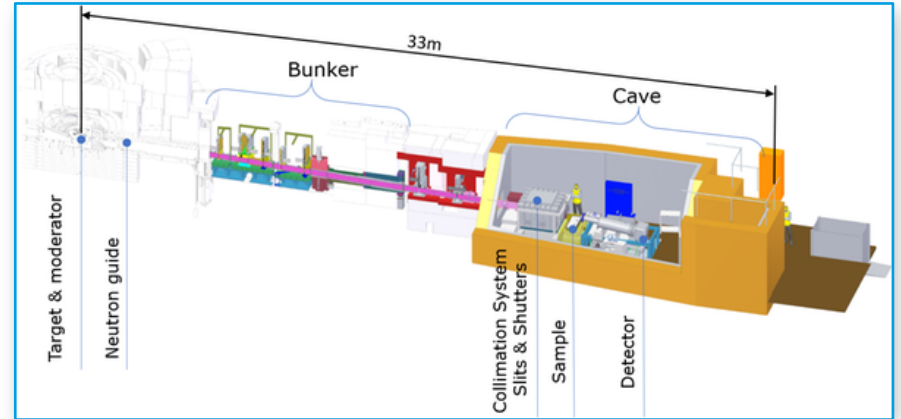 33m
Bunker
Cave
Target & moderator
Neutron guide
Collimation System
Slits & Shutters
Sample
Detector